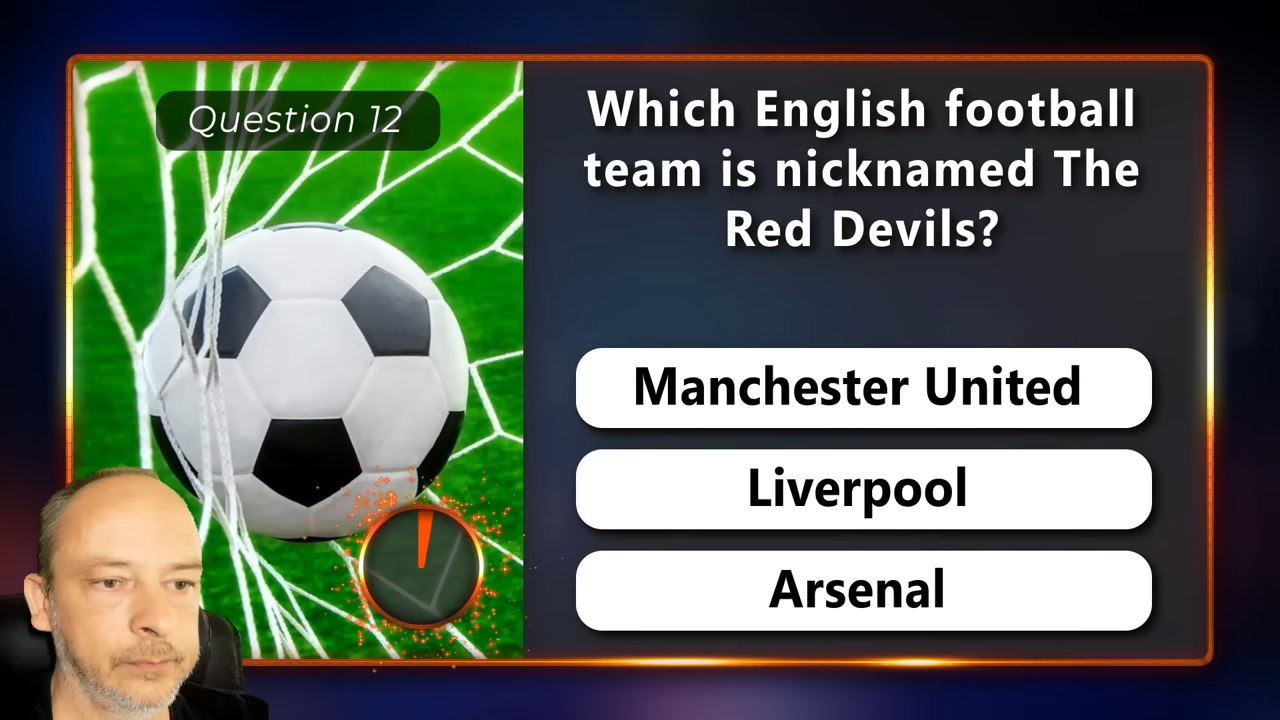 Question 12
Which English football
team is nicknamed The
Red Devils?
Manchester United
Liverpool
Arsenal